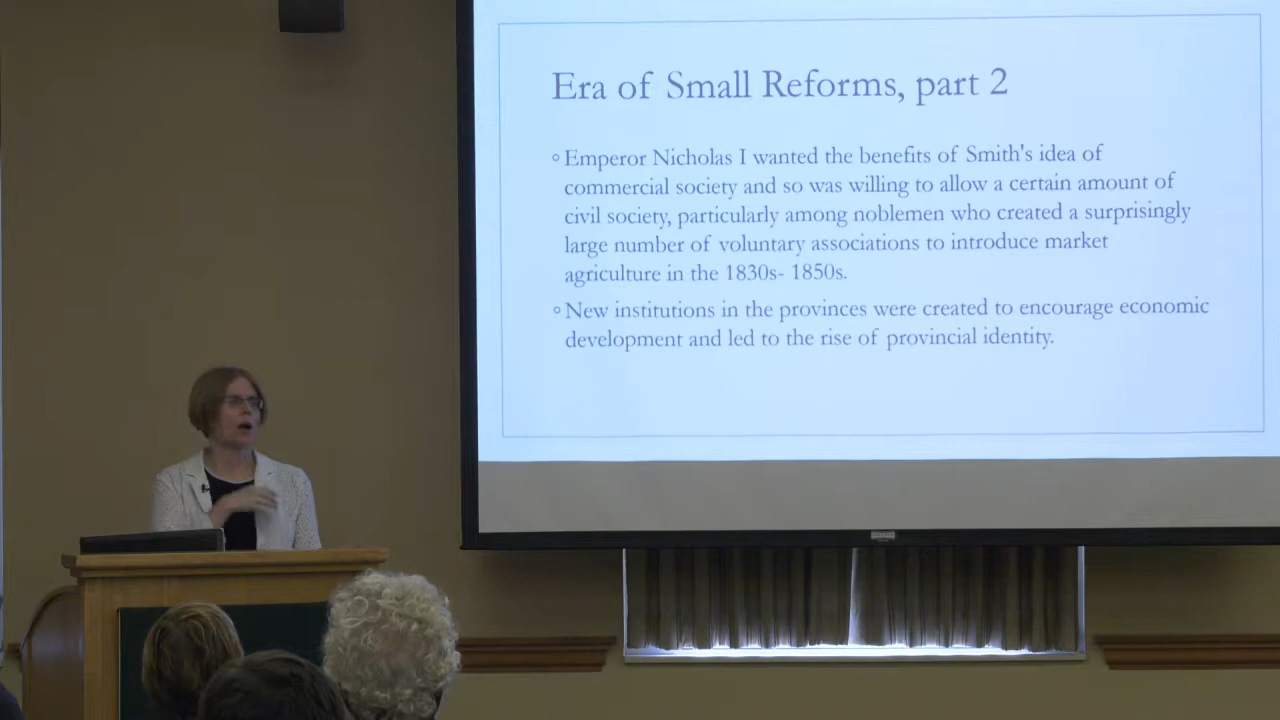 Era of Small Reforms, part 2
Emperor Nicholas I wanted the benefits of Smith's idea of
commercial society and so was willing to allow a certain amount of
civil society, particularly among noblemen who created a surprisingly
large number of voluntary associations to introduce market
agriculture in the 1830s- 1850s.
New institutions in the provinces were created to encourage economic
development and led to the rise of provincial identity.